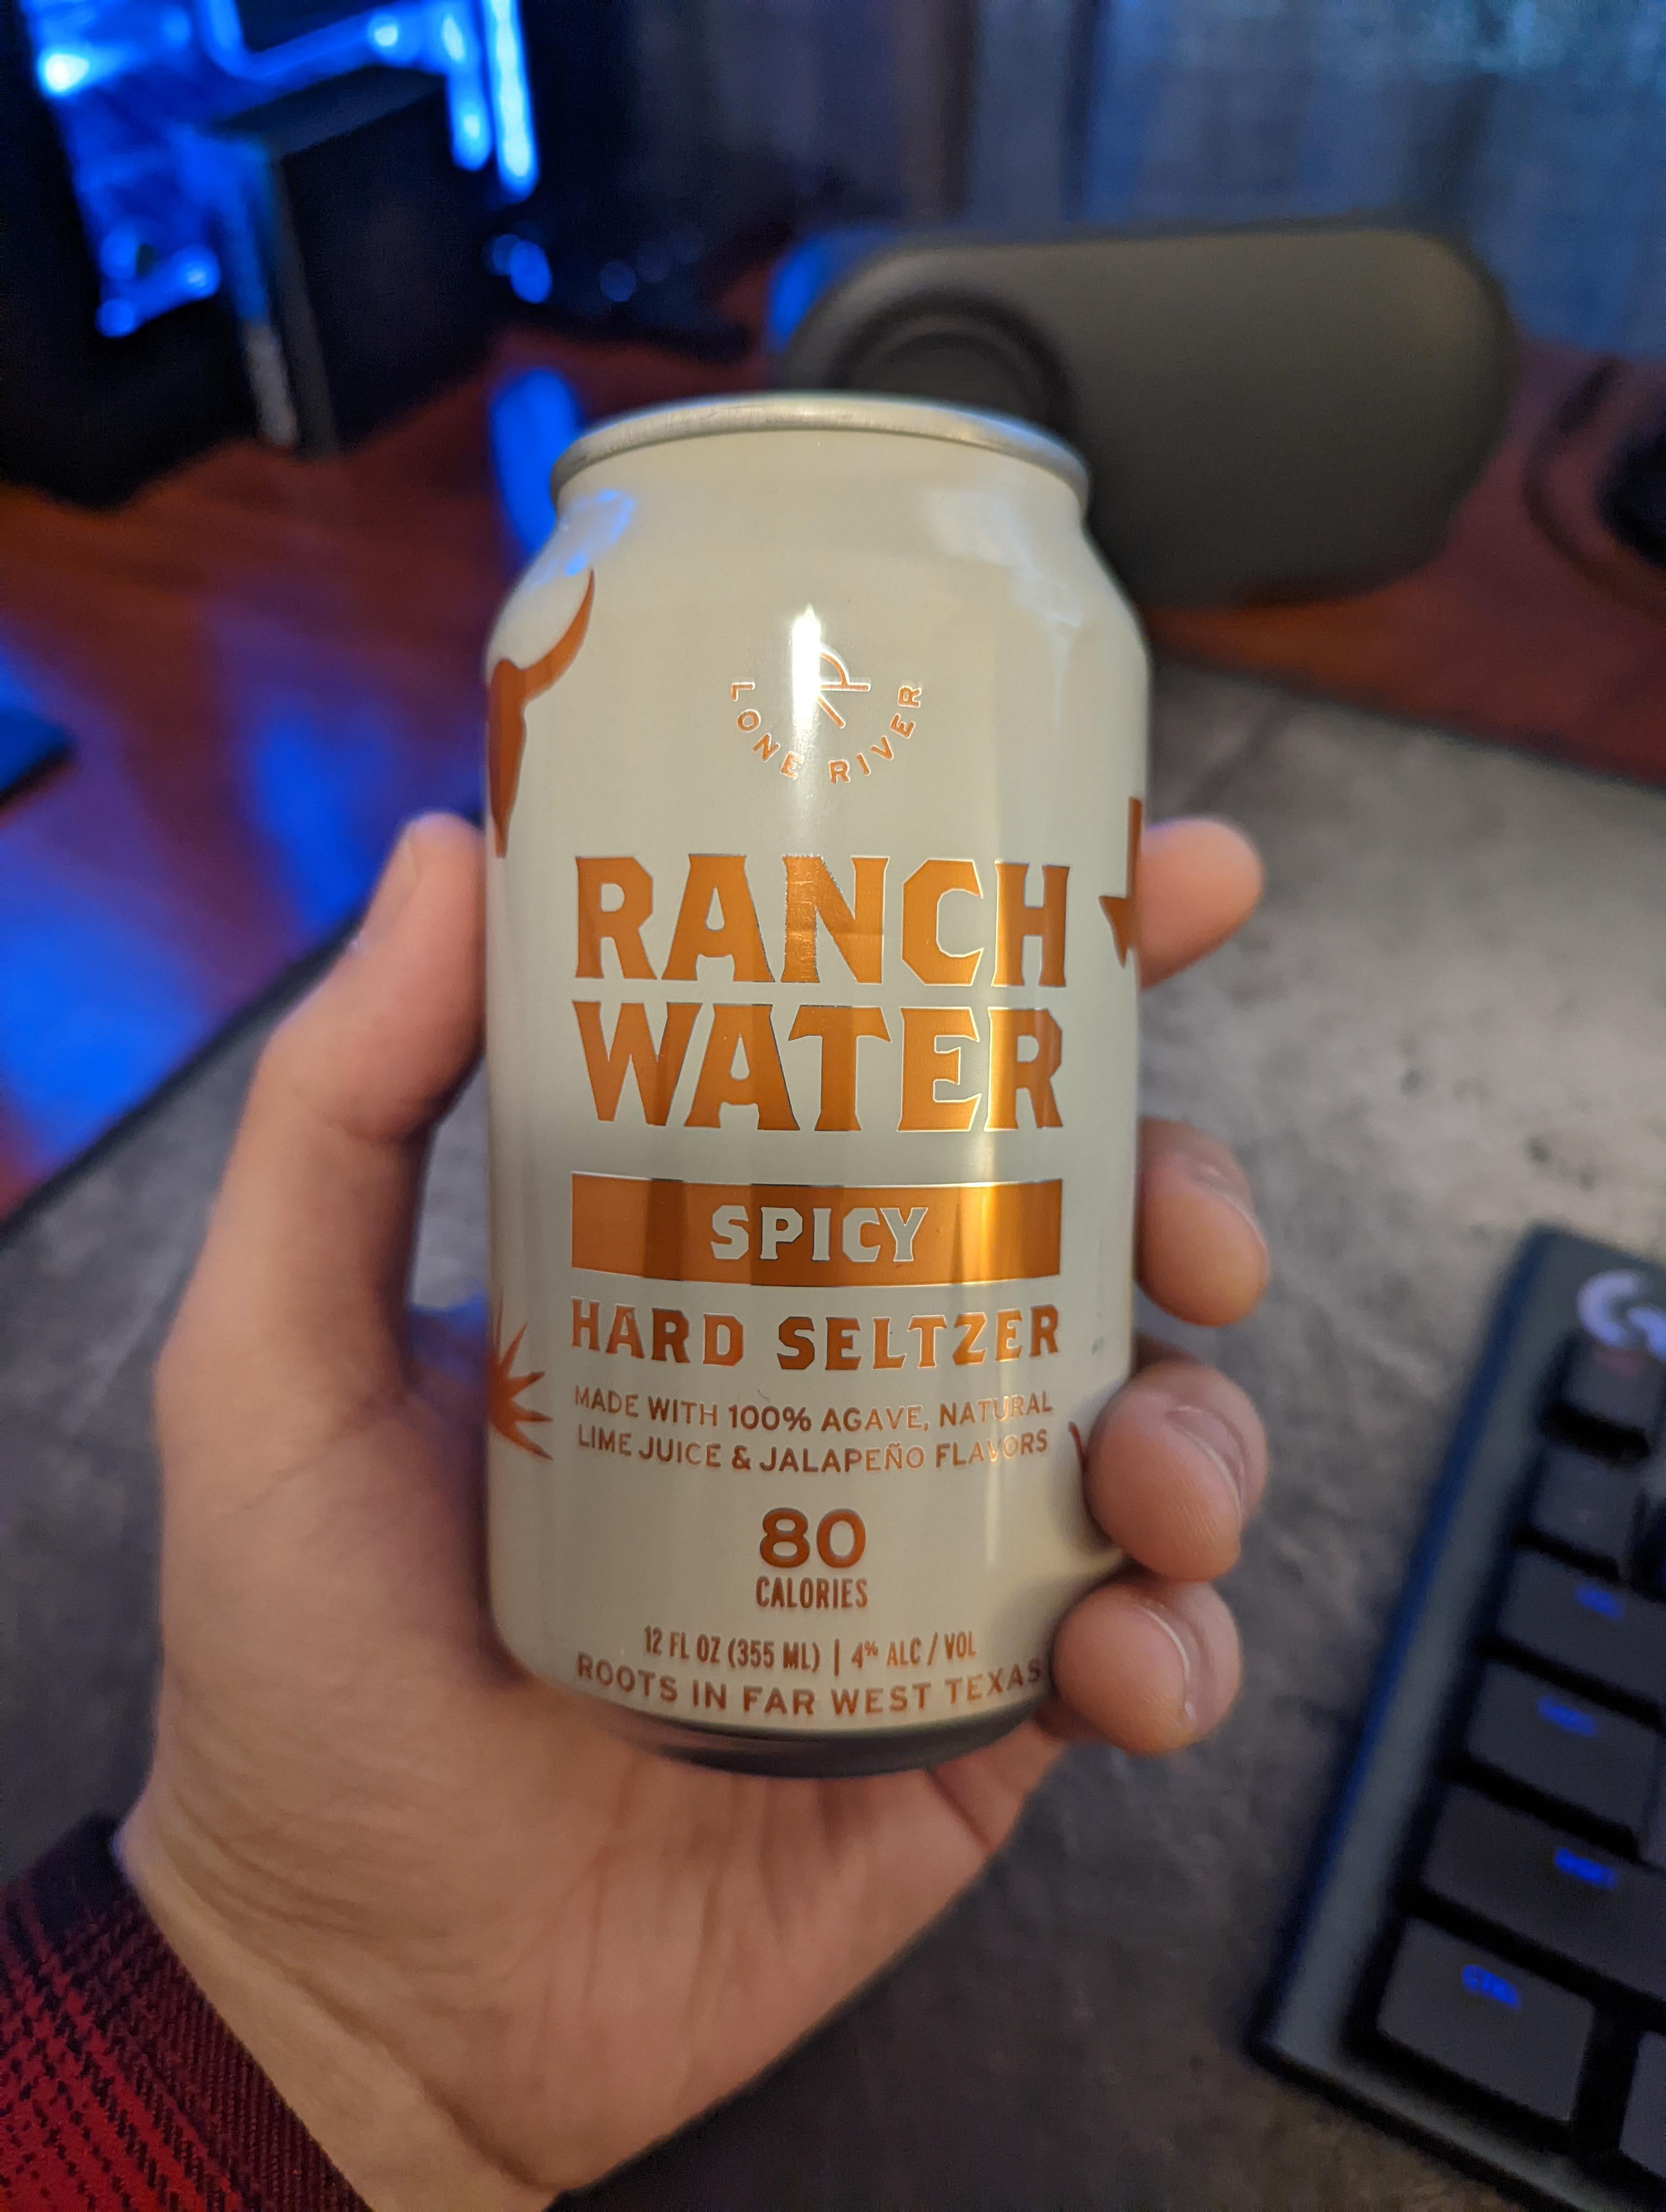 LONE RIVER
RANCH
WATER
SPICY
HARD SELTZER
MADE WITH 100% AGAVE, NATURAL
LIME JUICE & JALAPEÑO FLAVORS
80
CALORIES
12 FL OZ (355 ML) | 4% ALC / VOL
ROOTS IN FAR WEST TEXAS
G
CTRL